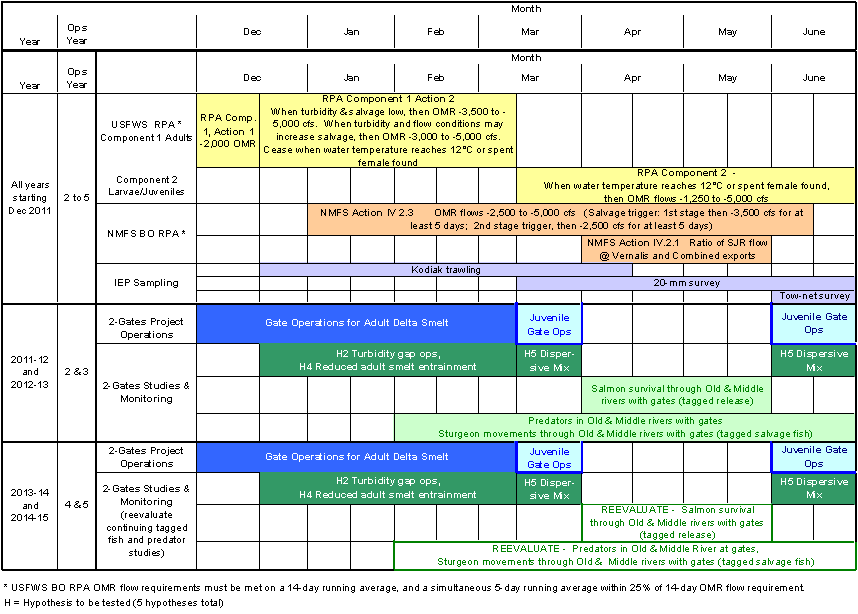 Month
Year
Ops
Year
Dec
Jan
Feb
Mar
Apr
May
June
Month
Year
Ops
Year
Dec
Jan
Feb
Mar
Apr
May
June
All years
starting
Dec 2011
2 to 5
USFWS RPA *
Component 1 Adults
RPA Comp.
1, Action 1
-2,000 OMR
RPA Component 1 Action 2
When turbidity & salvage low, then OMR -3,500 to -
5,000 cfs. When turbidity and flow conditions may
increase salvage, then OMR -3,000 to -5,000 cfs.
Cease when water temperature reaches 12°C or spent
female found
Component 2
Larvae/Juveniles
RPA Component 2 -
When water temperature reaches 12°C or spent female found,
then OMR flows -1,250 to -5,000 cfs
NMFS BO RPA *
NMFS Action IV 2.3 OMR flows -2,500 to -5,000 cfs (Salvage trigger: 1st stage then -3,500 cfs for at
least 5 days; 2nd stage trigger, then -2,500 cfs for at least 5 days)
NMFS Action IV.2.1 Ratio of SJR flow
@ Vernalis and Combined exports
IEP Sampling
Kodiak trawling
20-mm survey
Tow-net survey
2011-12
and
2012-13
2 & 3
2-Gates Project
Operations
Gate Operations for Adult Delta Smelt
Juvenile
Gate Ops
Juvenile Gate
Ops
2-Gates Studies &
Monitoring
H2 Turbidity gap ops,
H4 Reduced adult smelt entrainment
H5 Disper-
sive Mix
H5 Dispersive
Mix
Salmon survival through Old & Middle
rivers with gates (tagged release)
Predators in Old & Middle rivers with gates
Sturgeon movements through Old & Middle rivers with gates (tagged salvage fish)
2013-14
and
2014-15
4 & 5
2-Gates Project
Operations
Gate Operations for Adult Delta Smelt
Juvenile
Gate Ops
Juvenile Gate
Ops
2-Gates Studies &
Monitoring
(reevaluate
continuing tagged
fish and predator
studies)
H2 Turbidity gap ops,
H4 Reduced adult smelt entrainment
H5 Disper-
sive Mix
H5 Dispersive
Mix
REEVALUATE - Salmon survival
through Old & Middle rivers with gates
(tagged release)
REEVALUATE - Predators in Old & Middle River at gates,
Sturgeon movements through Old & Middle rivers with gates (tagged salvage fish)
* USFWS BO RPA OMR flow requirements must be met on a 14-day running average, and a simultaneous 5-day running average within 25% of 14-day OMR flow requirement.
H = Hypothesis to be tested (5 hypotheses total)